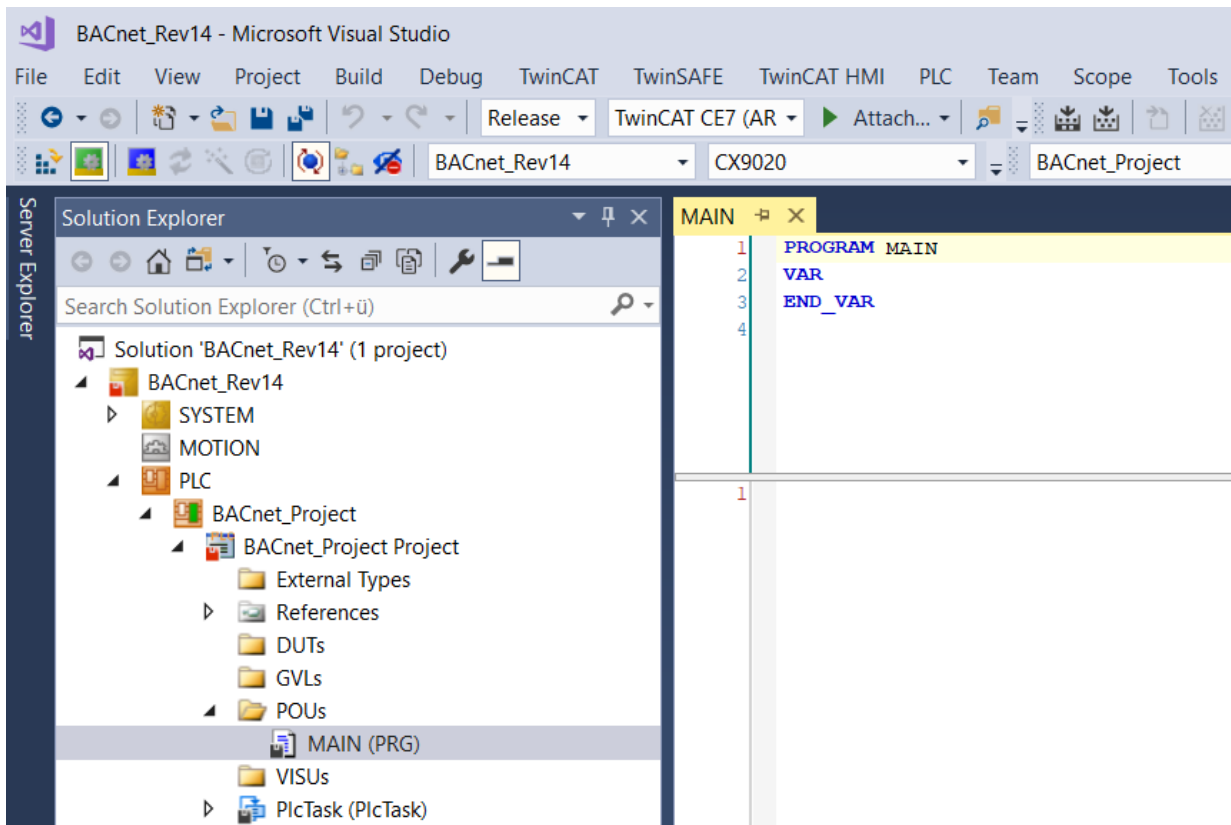 BACnet_Rev14 - Microsoft Visual Studio
File Edit View Project Build Debug TwinCAT TwinSAFE TwinCAT HMI PLC Team Scope Tools
Release TwinCAT CE7 (AR Attach...
BACnet_Rev14 CX9020 BACnet_Project
Server Explorer
Solution Explorer
Search Solution Explorer (Ctrl+ü)
Solution 'BACnet_Rev14' (1 project)
BACnet_Rev14
SYSTEM
MOTION
PLC
BACnet_Project
BACnet_Project Project
External Types
References
DUTs
GVLs
POUs
MAIN (PRG)
VISUs
PlcTask (PlcTask)
MAIN
1 PROGRAM MAIN
2 VAR
3 END_VAR
4
1